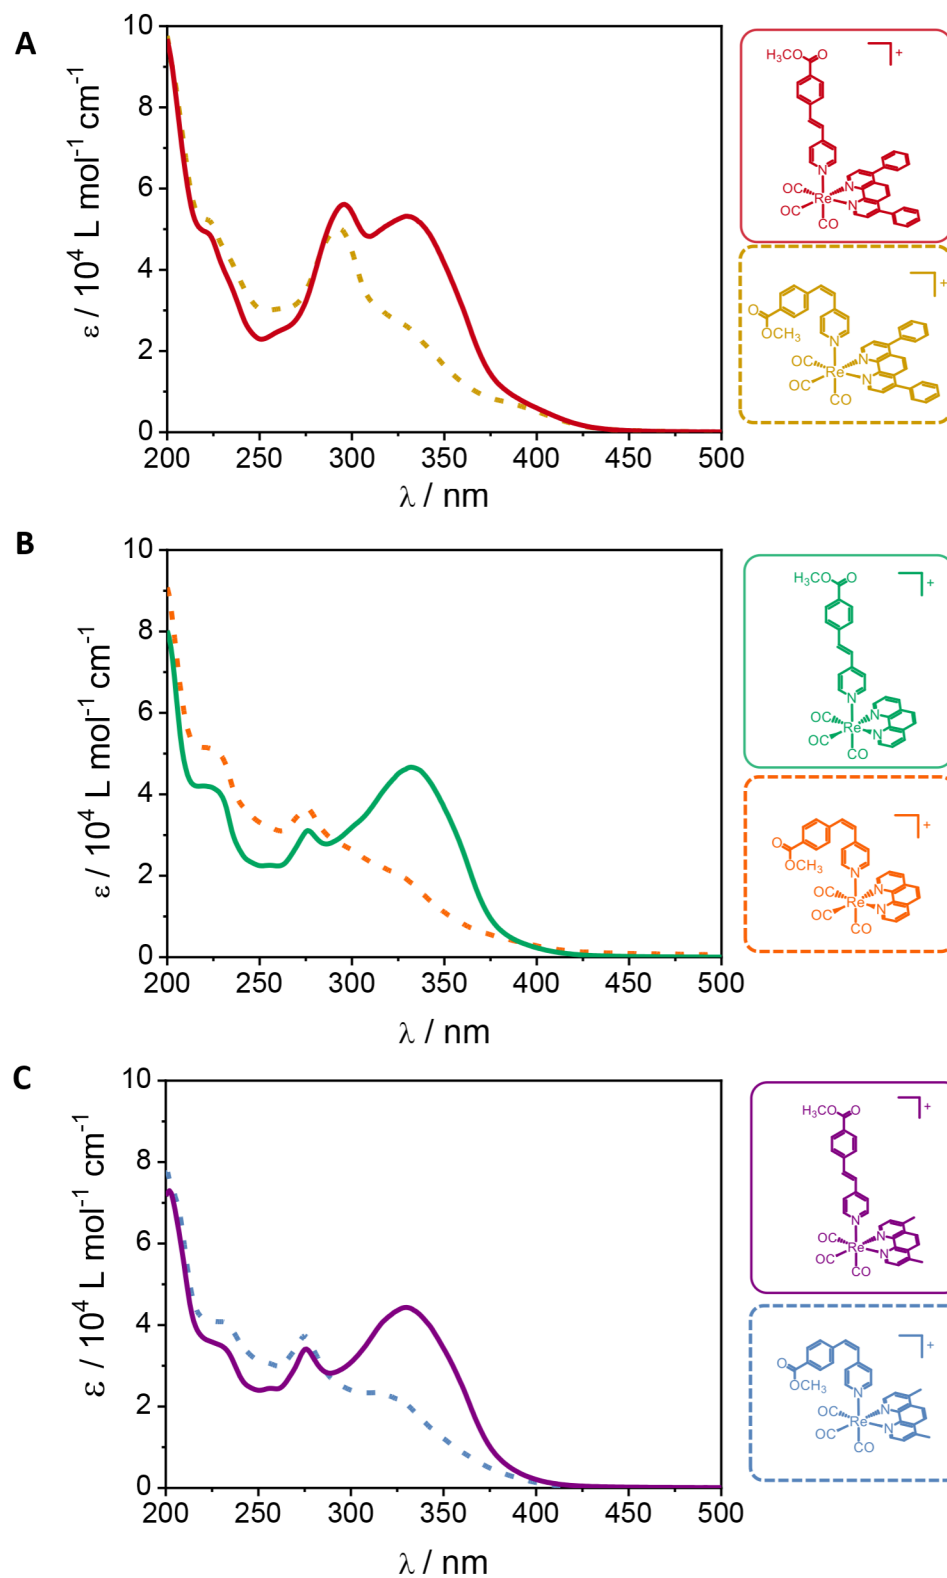 A
ε / 10⁴ L mol⁻¹ cm⁻¹
10
8
6
4
2
0
200 250 300 350 400 450 500
λ / nm
H₃CO O
+
N
N
N
Re
OC
OC
CO
+
O
OCH₃
N
N
N
Re
OC
OC
CO
B
ε / 10⁴ L mol⁻¹ cm⁻¹
10
8
6
4
2
0
200 250 300 350 400 450 500
λ / nm
H₃CO O
+
N
N
N
Re
OC
OC
CO
+
O
OCH₃
N
N
N
Re
OC
OC
CO
C
ε / 10⁴ L mol⁻¹ cm⁻¹
10
8
6
4
2
0
200 250 300 350 400 450 500
λ / nm
H₃CO O
+
N
N
N
Re
OC
OC
CO
+
O
OCH₃
N
N
N
Re
OC
OC
CO